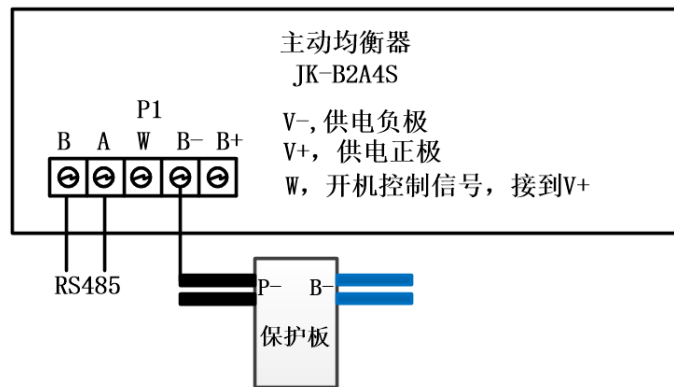 主动均衡器
JK-B2A4S
P1
B A W B- B+
V-,供电负极
V+，供电正极
W，开机控制信号，接到V+
RS485
P- B-
保护板